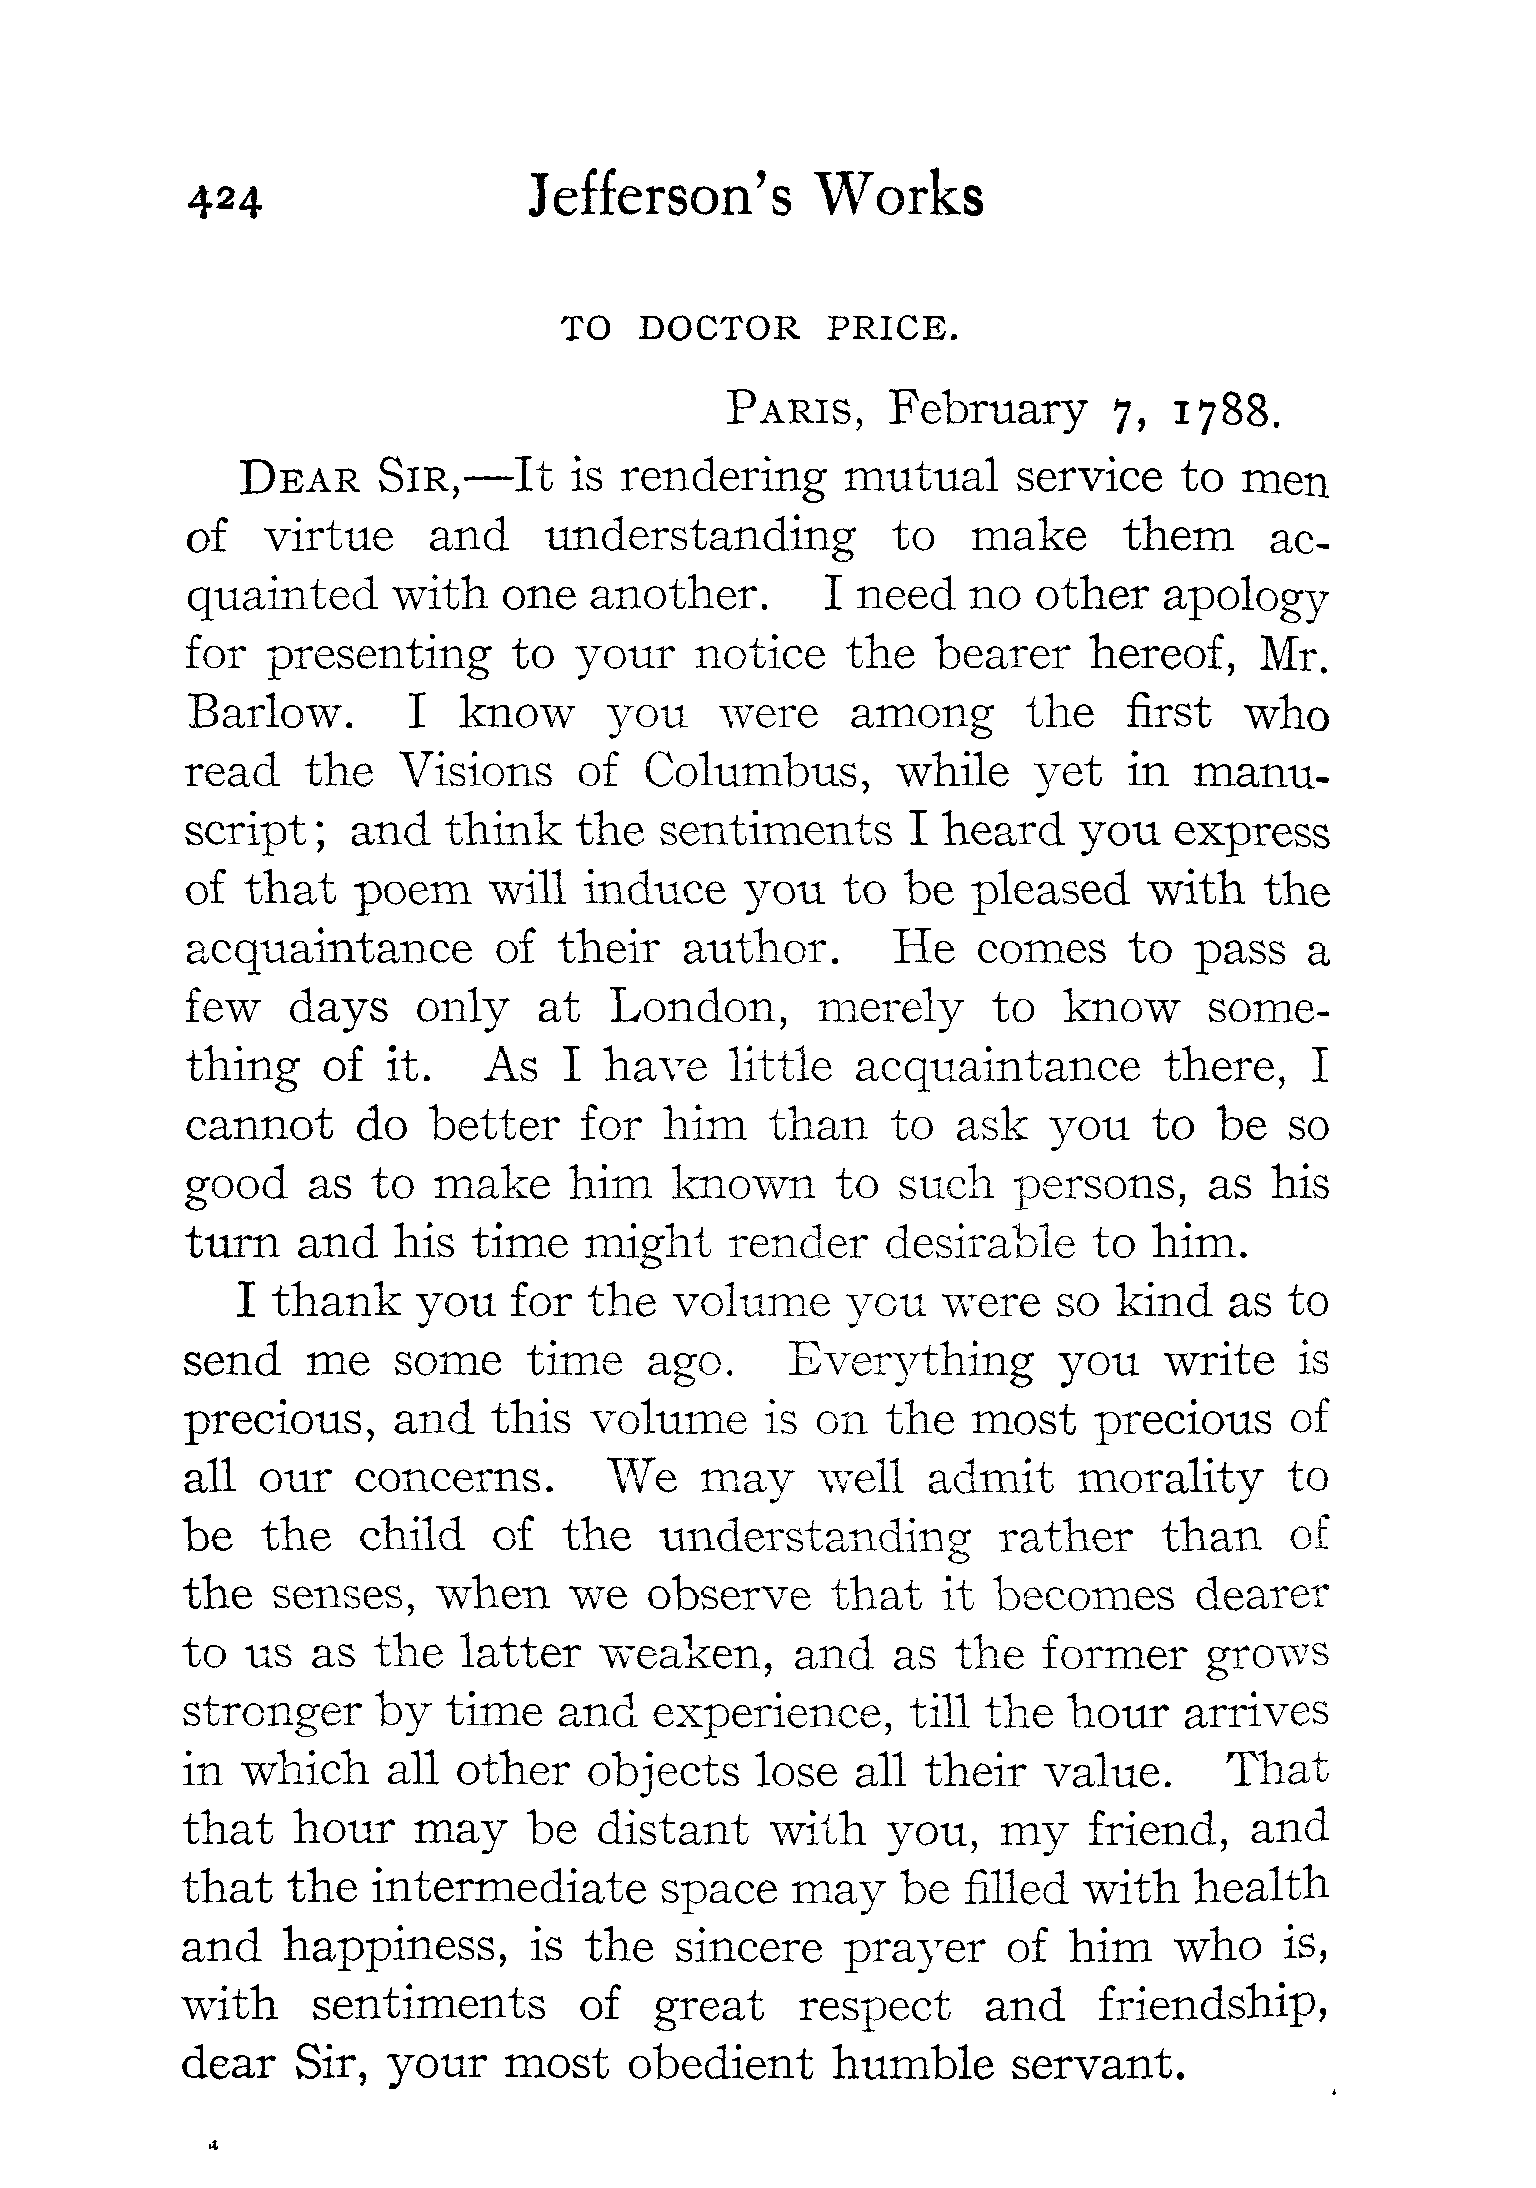 424 Jefferson's Works
TO DOCTOR PRICE.
PARIS, February 7, 1788.
DEAR SIR,—It is rendering mutual service to men
of virtue and understanding to make them ac-
quainted with one another. I need no other apology
for presenting to your notice the bearer hereof, Mr.
Barlow. I know you were among the first who
read the Visions of Columbus, while yet in manu-
script; and think the sentiments I heard you express
of that poem will induce you to be pleased with the
acquaintance of their author. He comes to pass a
few days only at London, merely to know some-
thing of it. As I have little acquaintance there, I
cannot do better for him than to ask you to be so
good as to make him known to such persons, as his
turn and his time might render desirable to him.
I thank you for the volume you were so kind as to
send me some time ago. Everything you write is
precious, and this volume is on the most precious of
all our concerns. We may well admit morality to
be the child of the understanding rather than of
the senses, when we observe that it becomes dearer
to us as the latter weaken, and as the former grows
stronger by time and experience, till the hour arrives
in which all other objects lose all their value. That
that hour may be distant with you, my friend, and
that the intermediate space may be filled with health
and happiness, is the sincere prayer of him who is,
with sentiments of great respect and friendship,
dear Sir, your most obedient humble servant.